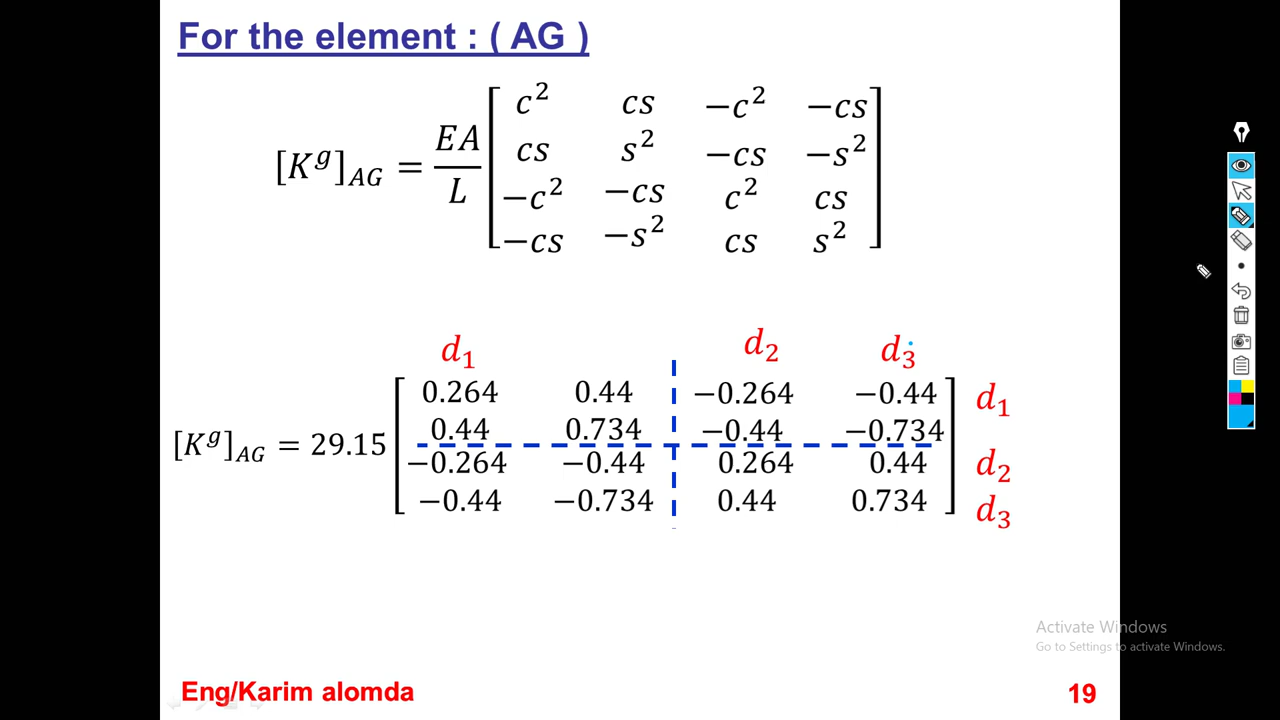 For the element : ( AG )
[K^g]_AG = EA/L [ c² cs −c² −cs
cs s² −cs −s²
−c² −cs c² cs
−cs −s² cs s² ]
d₁ d₂ d₃
[K^g]_AG = 29.15 [ 0.264 0.44 −0.264 −0.44 ] d₁
0.44 0.734 −0.44 −0.734
−0.264 −0.44 0.264 0.44 d₂
−0.44 −0.734 0.44 0.734 d₃
Activate Windows
Go to Settings to activate Windows.
Eng/Karim alomda
19